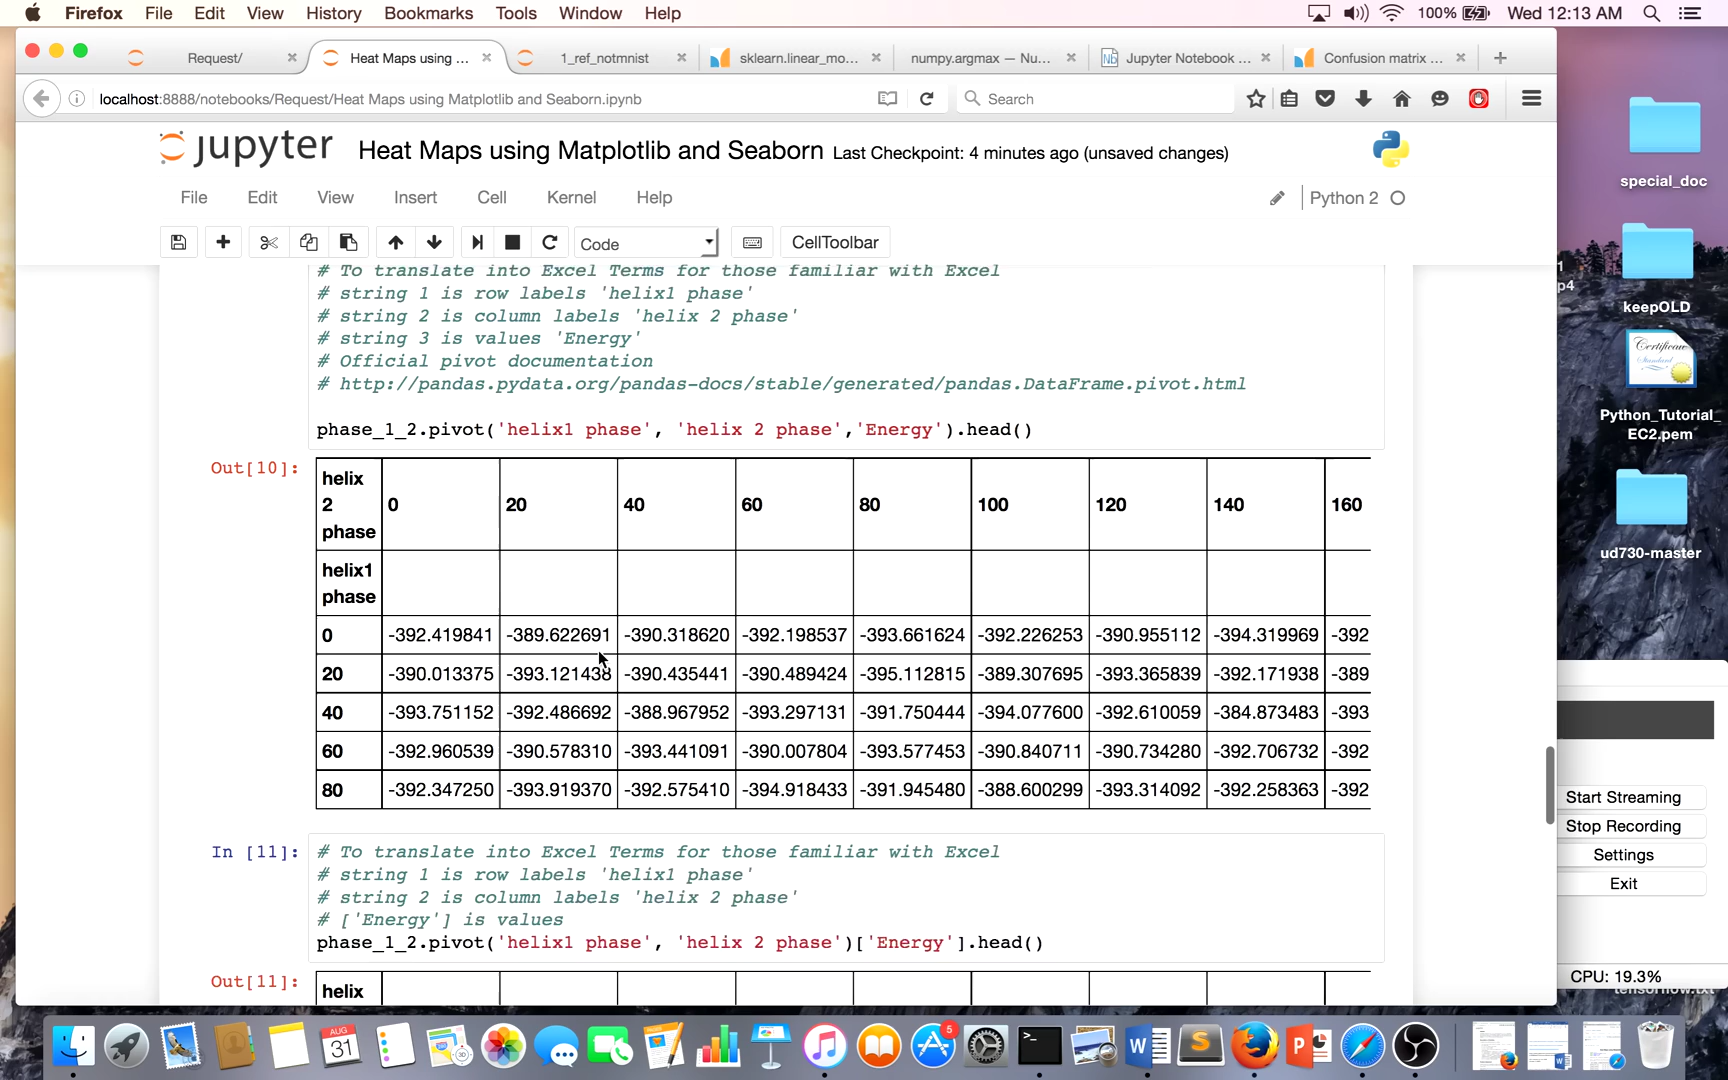 Firefox File Edit View History Bookmarks Tools Window Help 100% Wed 12:13 AM
Request/ Heat Maps using ... 1_ref_notmnist sklearn.linear_mo... numpy.argmax — Nu... Jupyter Notebook ... Confusion matrix ...
localhost:8888/notebooks/Request/Heat Maps using Matplotlib and Seaborn.ipynb Search
jupyter Heat Maps using Matplotlib and Seaborn Last Checkpoint: 4 minutes ago (unsaved changes)
File Edit View Insert Cell Kernel Help Python 2
Code CellToolbar
# To translate into Excel Terms for those familiar with Excel
# string 1 is row labels 'helix1 phase'
# string 2 is column labels 'helix 2 phase'
# string 3 is values 'Energy'
# Official pivot documentation
# http://pandas.pydata.org/pandas-docs/stable/generated/pandas.DataFrame.pivot.html
phase_1_2.pivot('helix1 phase', 'helix 2 phase','Energy').head()
Out[10]:
helix 2 phase 0 20 40 60 80 100 120 140 160
helix1 phase
0 -392.419841 -389.622691 -390.318620 -392.198537 -393.661624 -392.226253 -390.955112 -394.319969 -392
20 -390.013375 -393.121438 -390.435441 -390.489424 -395.112815 -389.307695 -393.365839 -392.171938 -389
40 -393.751152 -392.486692 -388.967952 -393.297131 -391.750444 -394.077600 -392.610059 -384.873483 -393
60 -392.960539 -390.578310 -393.441091 -390.007804 -393.577453 -390.840711 -390.734280 -392.706732 -392
80 -392.347250 -393.919370 -392.575410 -394.918433 -391.945480 -388.600299 -393.314092 -392.258363 -392
In [11]: # To translate into Excel Terms for those familiar with Excel
# string 1 is row labels 'helix1 phase'
# string 2 is column labels 'helix 2 phase'
# ['Energy'] is values
phase_1_2.pivot('helix1 phase', 'helix 2 phase')['Energy'].head()
Out[11]:
helix
special_doc
keepOLD
Certificate
Standard
Python_Tutorial_
EC2.pem
ud730-master
1
p4
Start Streaming
Stop Recording
Settings
Exit
CPU: 19.3%
AUG
31
5